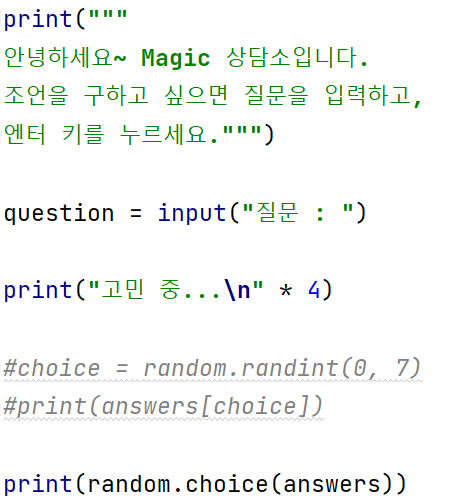 print("""
안녕하세요~ Magic 상담소입니다.
조언을 구하고 싶으면 질문을 입력하고,
엔터 키를 누르세요.""")
question = input("질문 : ")
print("고민 중...\n" * 4)
#choice = random.randint(0, 7)
#print(answers[choice])
print(random.choice(answers))